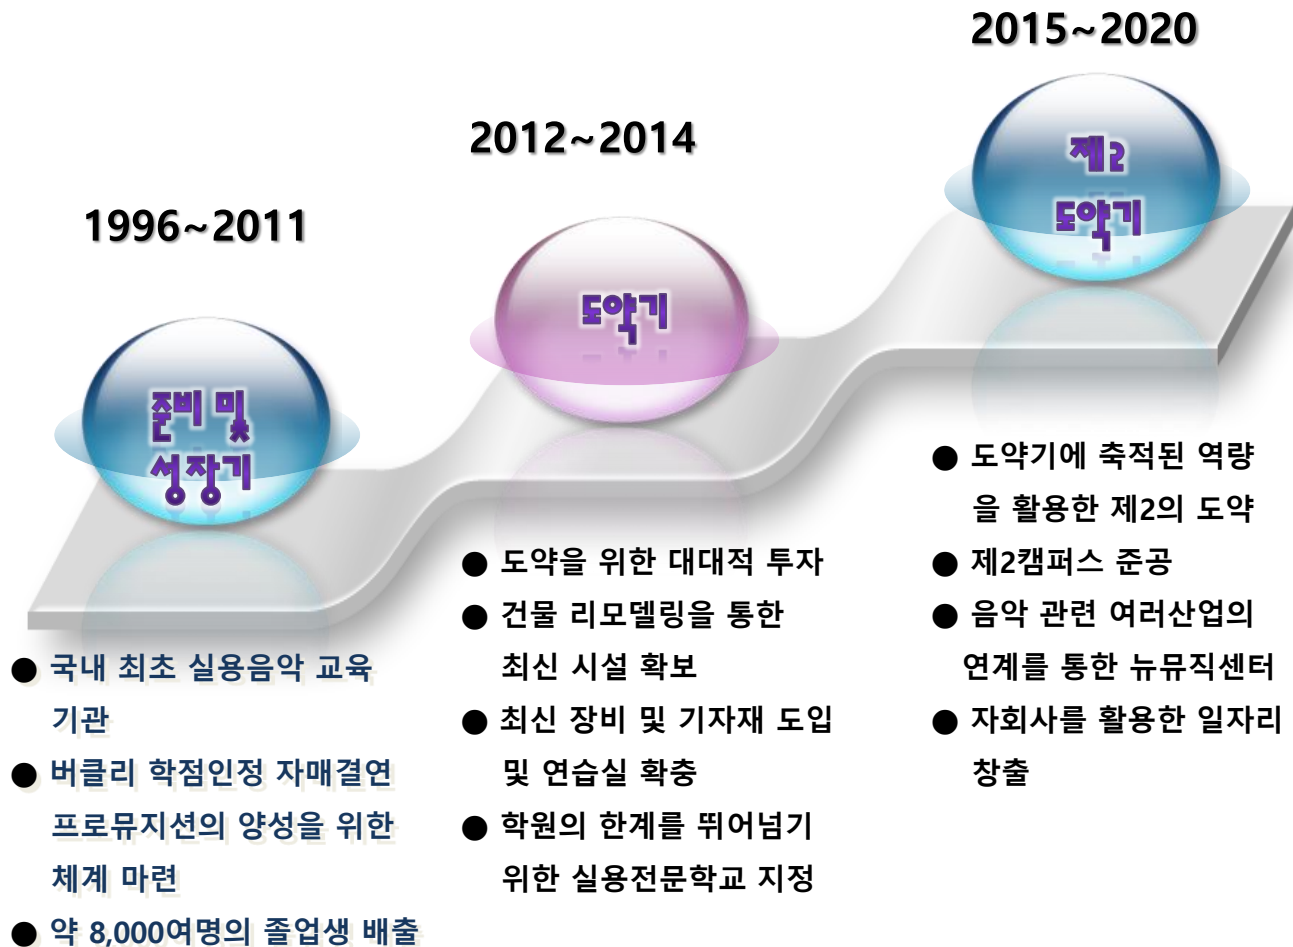 1996~2011
준비 및
성장기
● 국내 최초 실용음악 교육
기관
● 버클리 학점인정 자매결연
프로뮤지션의 양성을 위한
체계 마련
● 약 8,000여명의 졸업생 배출
2012~2014
도약기
● 도약을 위한 대대적 투자
● 건물 리모델링을 통한
최신 시설 확보
● 최신 장비 및 기자재 도입
및 연습실 확충
● 학원의 한계를 뛰어넘기
위한 실용전문학교 지정
2015~2020
제2
도약기
● 도약기에 축적된 역량
을 활용한 제2의 도약
● 제2캠퍼스 준공
● 음악 관련 여러산업의
연계를 통한 뉴뮤직센터
● 자회사를 활용한 일자리
창출